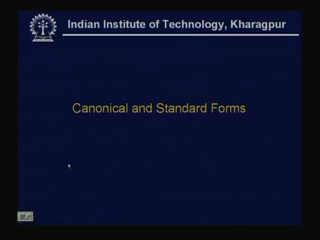 Indian Institute of Technology, Kharagpur
Canonical and Standard Forms